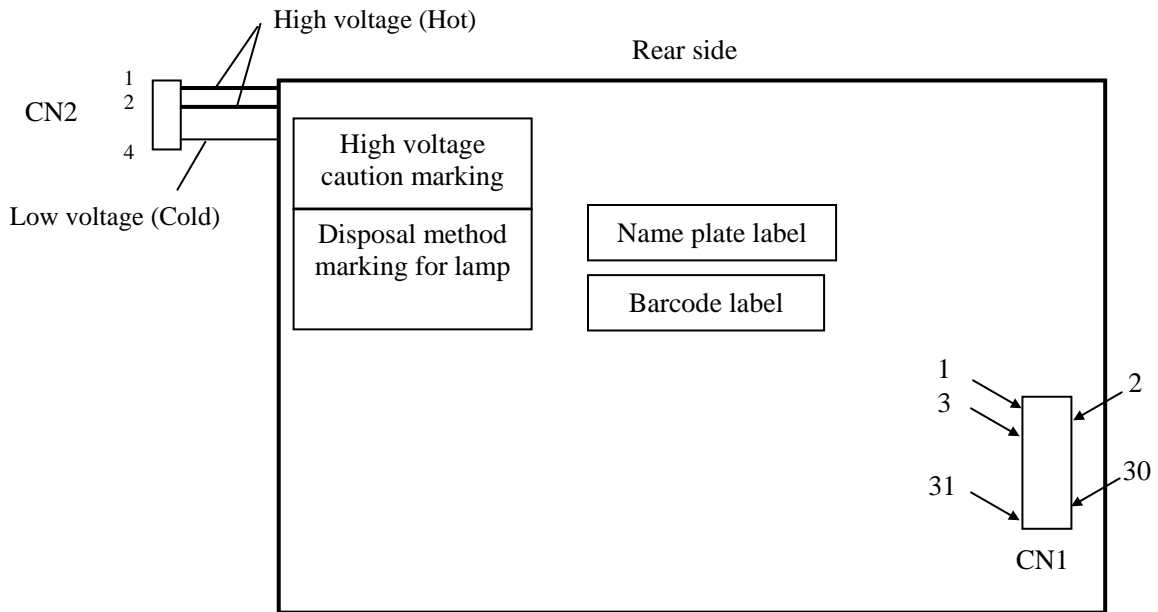 High voltage (Hot)
Rear side
1
2
CN2
4
Low voltage (Cold)
High voltage
caution marking
Disposal method
marking for lamp
Name plate label
Barcode label
1
2
3
31
30
CN1